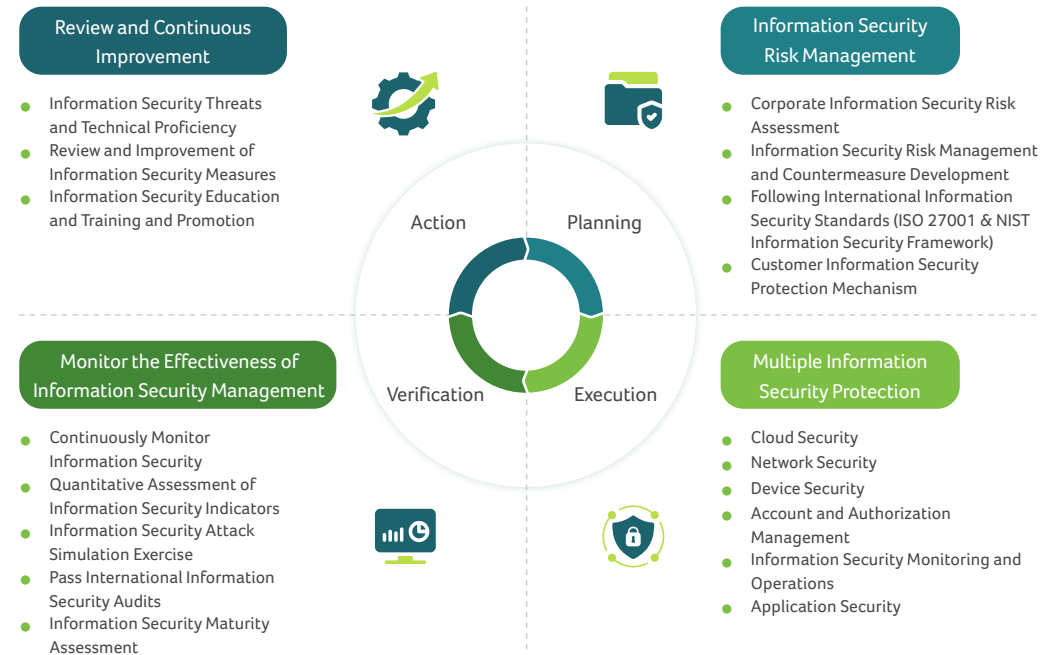 Review and Continuous
Improvement
Information Security Threats
and Technical Proficiency
Review and Improvement of
Information Security Measures
Information Security Education
and Training and Promotion
Information Security
Risk Management
Corporate Information Security Risk
Assessment
Information Security Risk Management
and Countermeasure Development
Following International Information
Security Standards (ISO 27001 & NIST
Information Security Framework)
Customer Information Security
Protection Mechanism
Action
Planning
Verification
Execution
Monitor the Effectiveness of
Information Security Management
Continuously Monitor
Information Security
Quantitative Assessment of
Information Security Indicators
Information Security Attack
Simulation Exercise
Pass International Information
Security Audits
Information Security Maturity
Assessment
Multiple Information
Security Protection
Cloud Security
Network Security
Device Security
Account and Authorization
Management
Information Security Monitoring and
Operations
Application Security